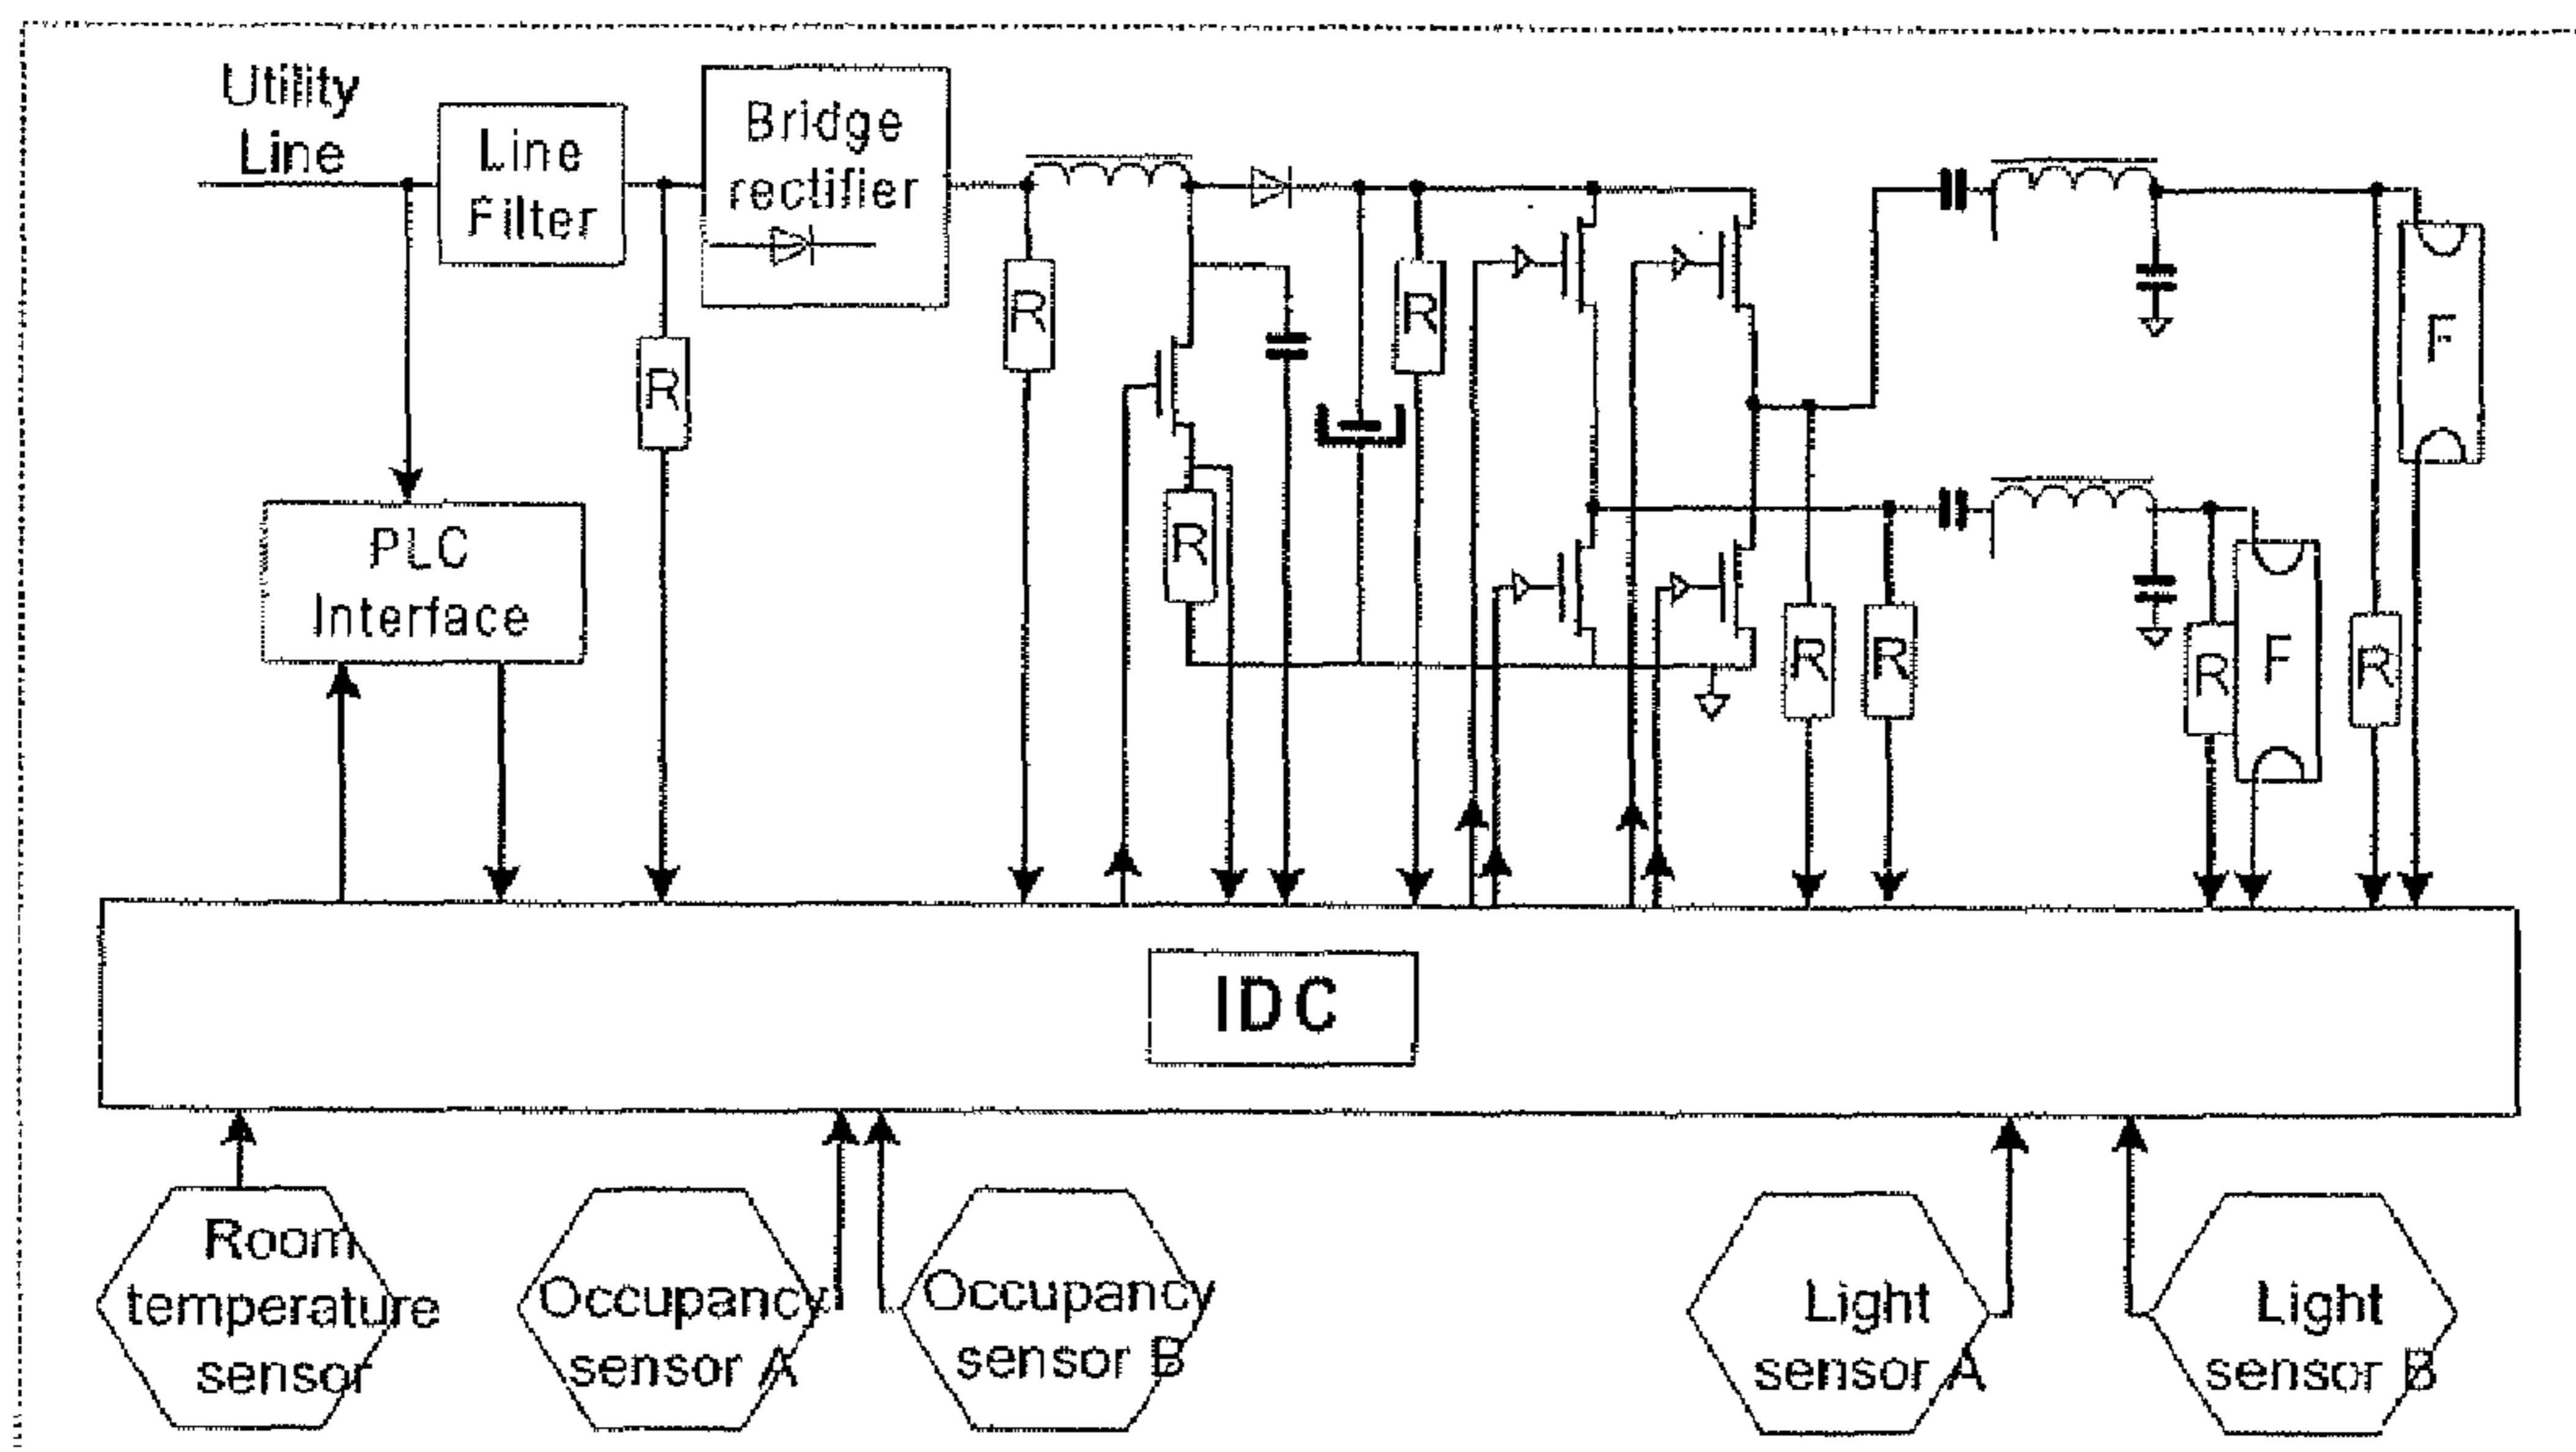 Utility
Line
Line
Filter
Bridge
rectifier
R
R
R
R
F
PLC
Interface
R
R
R
R
F
R
IDC
Room
temperature
sensor
Occupancy
sensor A
Occupancy
sensor B
Light
sensor A
Light
sensor B